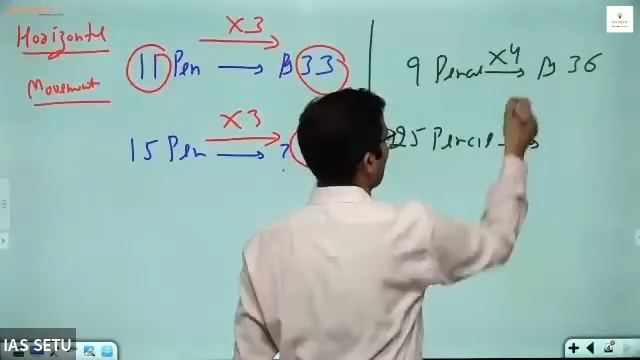 Horizontal
Movement
X3
11 Pen → ₹ 33
X3
15 Pen → ?
X4
9 Pencil → ₹ 36
25 Pencil →
IAS SETU